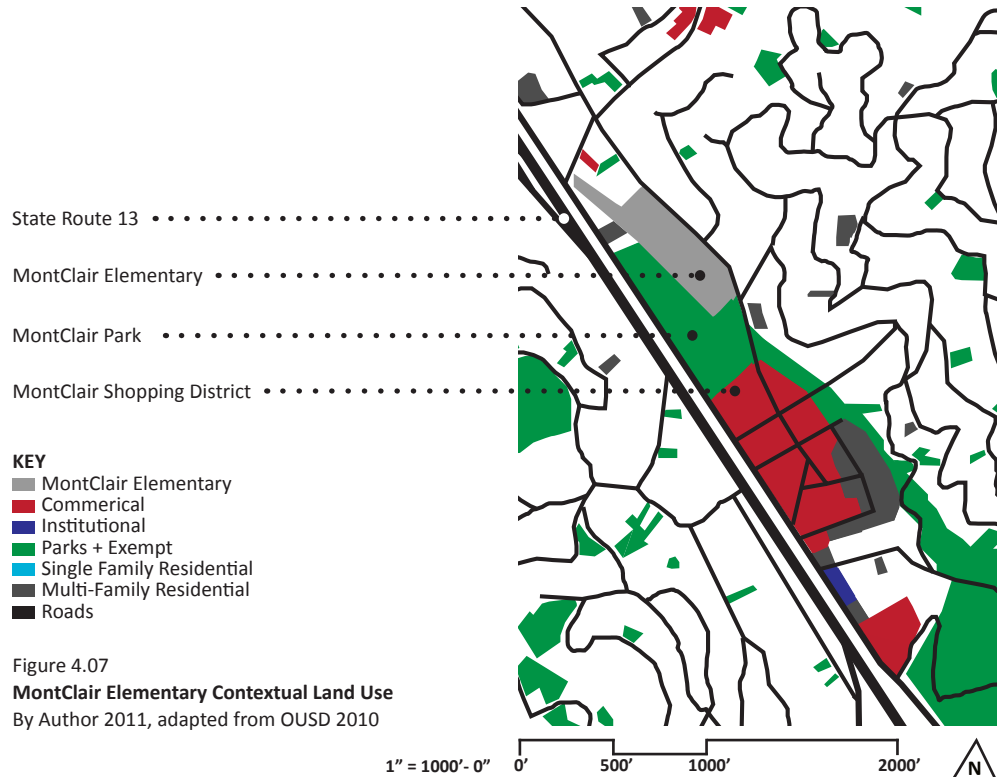 State Route 13
MontClair Elementary
MontClair Park
MontClair Shopping District
KEY
MontClair Elementary
Commerical
Institutional
Parks + Exempt
Single Family Residential
Multi-Family Residential
Roads
Figure 4.07
MontClair Elementary Contextual Land Use
By Author 2011, adapted from OUSD 2010
1” = 1000’- 0” 0’ 500’ 1000’ 2000’ N